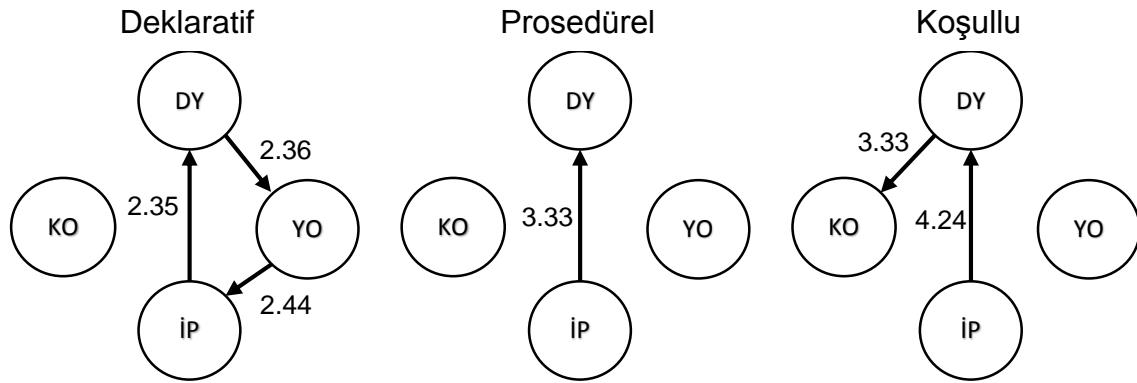 Deklaratif
Prosedürel
Koşullu
DY
2.36
KO
2.35
YO
2.44
İP
DY
KO
3.33
YO
İP
DY
3.33
KO
4.24
YO
İP